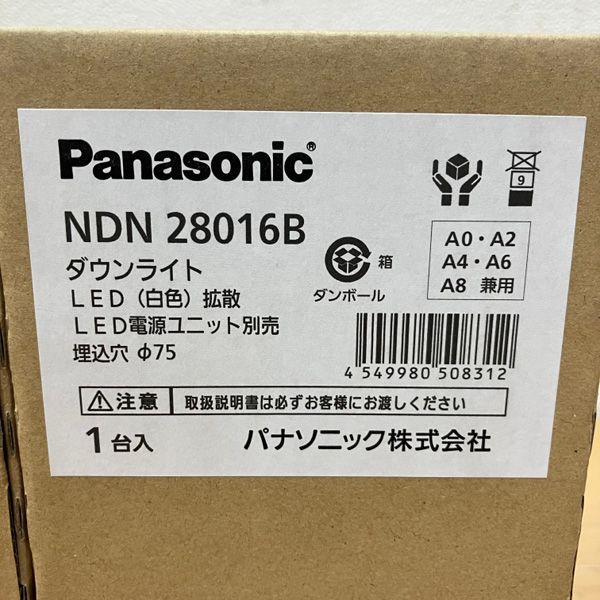 Panasonic®
NDN 28016B
ダウンライト
LED（白色）拡散
LED電源ユニット別売
埋込穴 φ75
9
箱
ダンボール
A0・A2
A4・A6
A8 兼用
4 549980 508312
注意 取扱説明書は必ずお客様にお渡しください
1台入 パナソニック株式会社